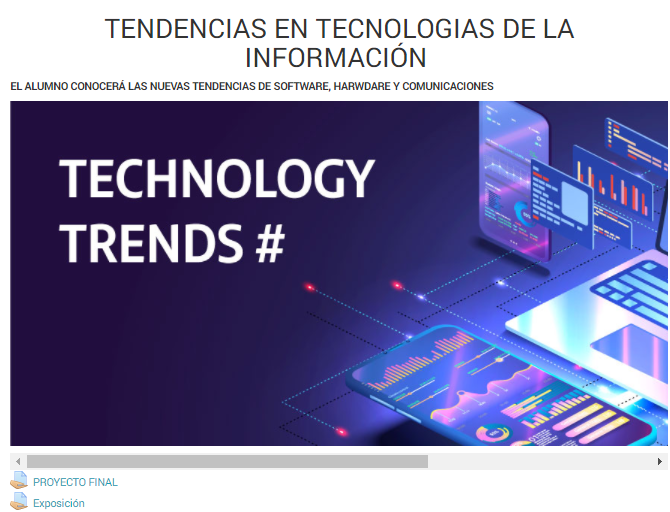 TENDENCIAS EN TECNOLOGIAS DE LA
INFORMACIÓN
EL ALUMNO CONOCERÁ LAS NUEVAS TENDENCIAS DE SOFTWARE, HARWDARE Y COMUNICACIONES
TECHNOLOGY
TRENDS #
PROYECTO FINAL
Exposición